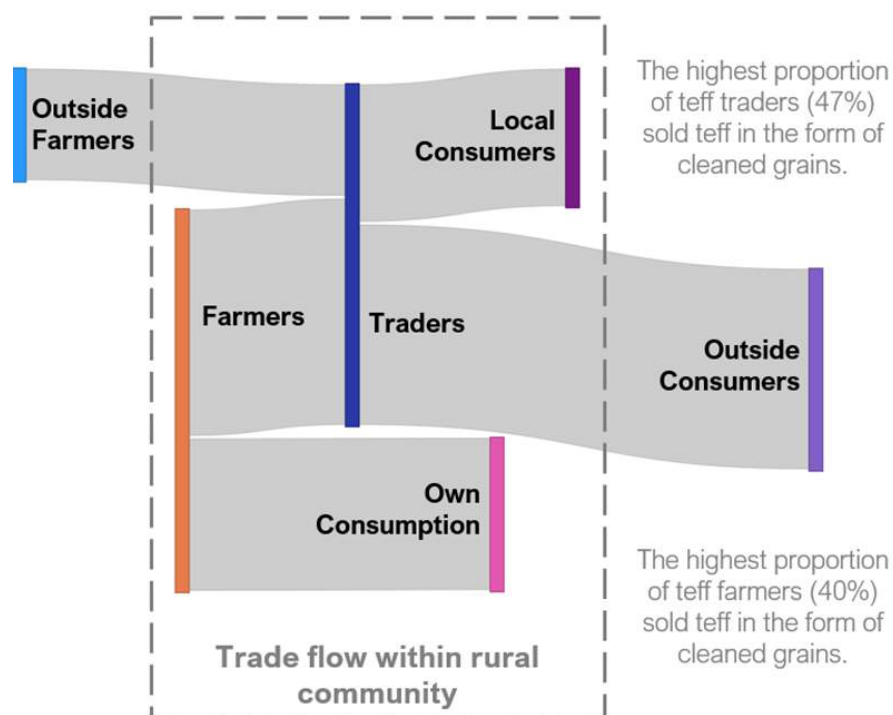 Outside
Farmers
Local
Consumers
The highest proportion
of teff traders (47%)
sold teff in the form of
cleaned grains.
Farmers
Traders
Outside
Consumers
Own
Consumption
The highest proportion
of teff farmers (40%)
sold teff in the form of
cleaned grains.
Trade flow within rural
community